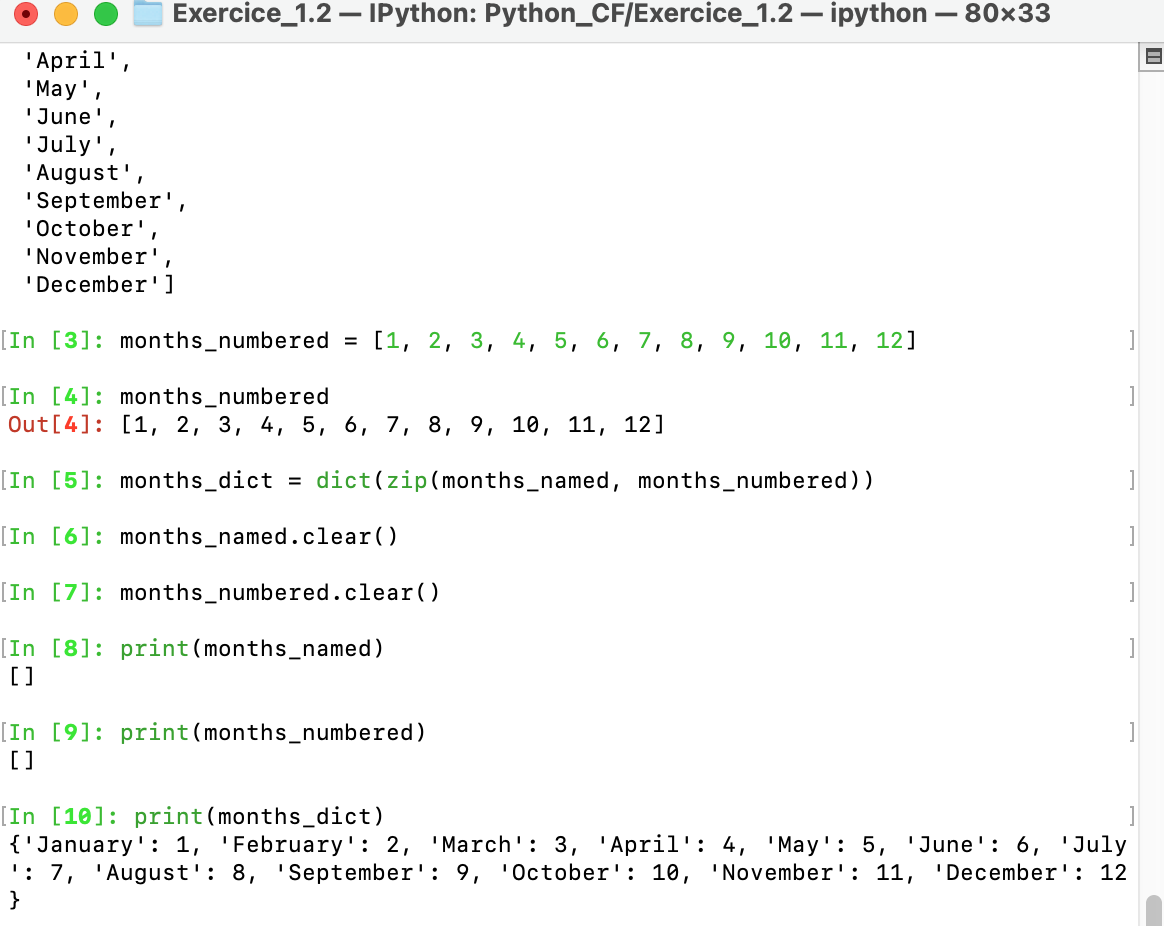 Exercice_1.2 — IPython: Python_CF/Exercice_1.2 — ipython — 80×33
'April',
'May',
'June',
'July',
'August',
'September',
'October',
'November',
'December']
[In [3]: months_numbered = [1, 2, 3, 4, 5, 6, 7, 8, 9, 10, 11, 12] ]
[In [4]: months_numbered ]
Out[4]: [1, 2, 3, 4, 5, 6, 7, 8, 9, 10, 11, 12]
[In [5]: months_dict = dict(zip(months_named, months_numbered)) ]
[In [6]: months_named.clear() ]
[In [7]: months_numbered.clear() ]
[In [8]: print(months_named) ]
[]
[In [9]: print(months_numbered) ]
[]
[In [10]: print(months_dict) ]
{'January': 1, 'February': 2, 'March': 3, 'April': 4, 'May': 5, 'June': 6, 'July
': 7, 'August': 8, 'September': 9, 'October': 10, 'November': 11, 'December': 12
}